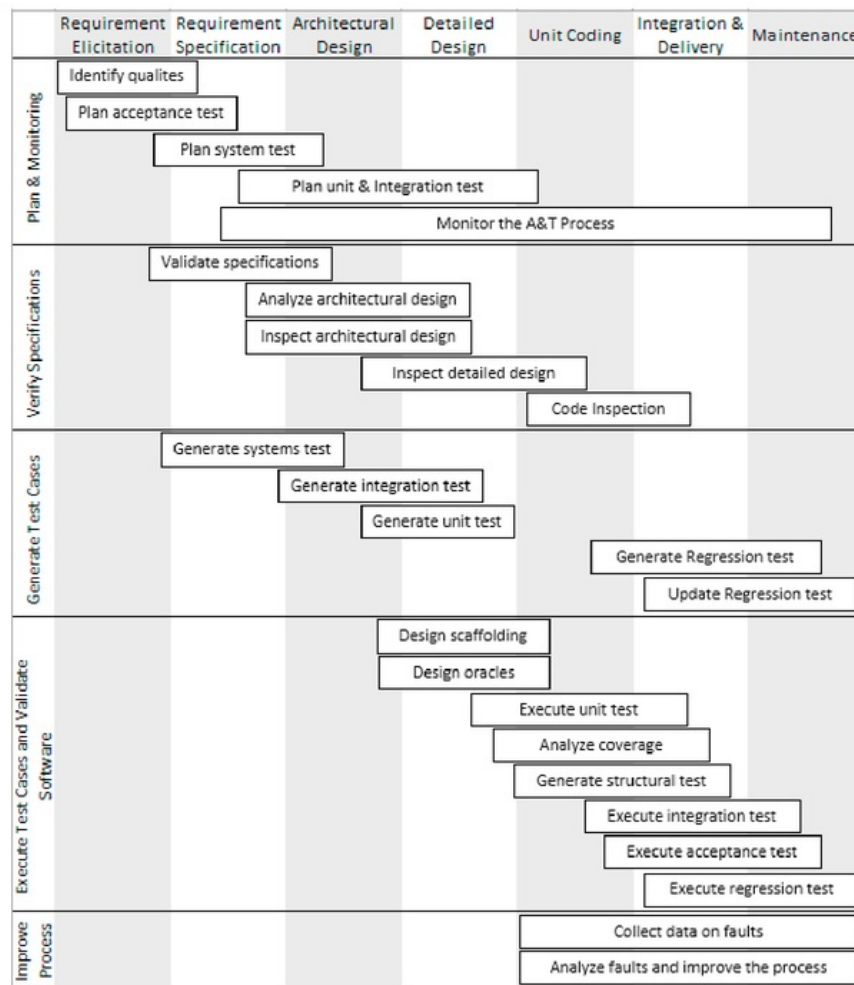 Requirement Elicitation
Requirement Specification
Architectural Design
Detailed Design
Unit Coding
Integration & Delivery
Maintenance
Plan & Monitoring
Identify qualites
Plan acceptance test
Plan system test
Plan unit & Integration test
Monitor the A&T Process
Verify Specifications
Validate specifications
Analyze architectural design
Inspect architectural design
Inspect detailed design
Code Inspection
Generate Test Cases
Generate systems test
Generate integration test
Generate unit test
Generate Regression test
Update Regression test
Execute Test Cases and Validate
Software
Design scaffolding
Design oracles
Execute unit test
Analyze coverage
Generate structural test
Execute integration test
Execute acceptance test
Execute regression test
Improve
Process
Collect data on faults
Analyze faults and improve the process